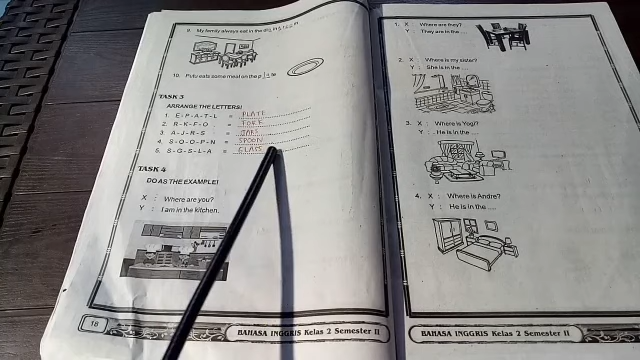 9. My family always eat in the dining room
10. Putu eats some meal on the plate
TASK 3
ARRANGE THE LETTERS!
1. E-P-A-T-L = PLATE
2. R-K-F-O = FORK
3. A-J-R-S = JARS
4. S-O-O-P-N = SPOON
5. S-G-S-L-A = GLASS
TASK 4
DO AS THE EXAMPLE!
X : Where are you?
Y : I am in the kitchen.
18
BAHASA INGGRIS Kelas 2 Semester II
1. X : Where are they?
Y : They are in the ....
2. X : Where is my sister?
Y : She is in the ....
3. X : Where is Yogi?
Y : He is in the ....
4. X : Where is Andre?
Y : He is in the ....
BAHASA INGGRIS Kelas 2 Semester II